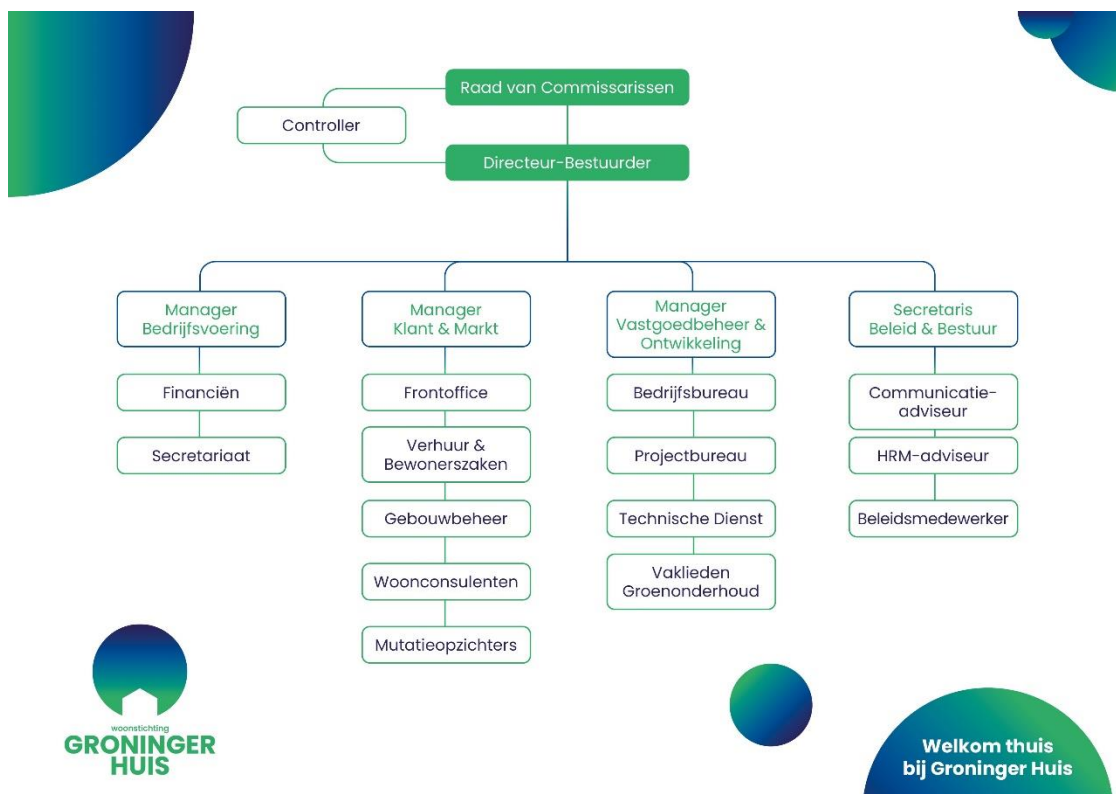 Raad van Commissarissen
Controller
Directeur-Bestuurder
Manager
Bedrijfsvoering
Financiën
Secretariaat
Manager
Klant & Markt
Frontoffice
Verhuur &
Bewonerszaken
Gebouwbeheer
Woonconsulenten
Mutatieopzichters
Manager
Vastgoedbeheer &
Ontwikkeling
Bedrijfsbureau
Projectbureau
Technische Dienst
Vaklieden
Groenonderhoud
Secretaris
Beleid & Bestuur
Communicatie-
adviseur
HRM-adviseur
Beleidsmedewerker
woonstichting
GRONINGER
HUIS
Welkom thuis
bij Groninger Huis